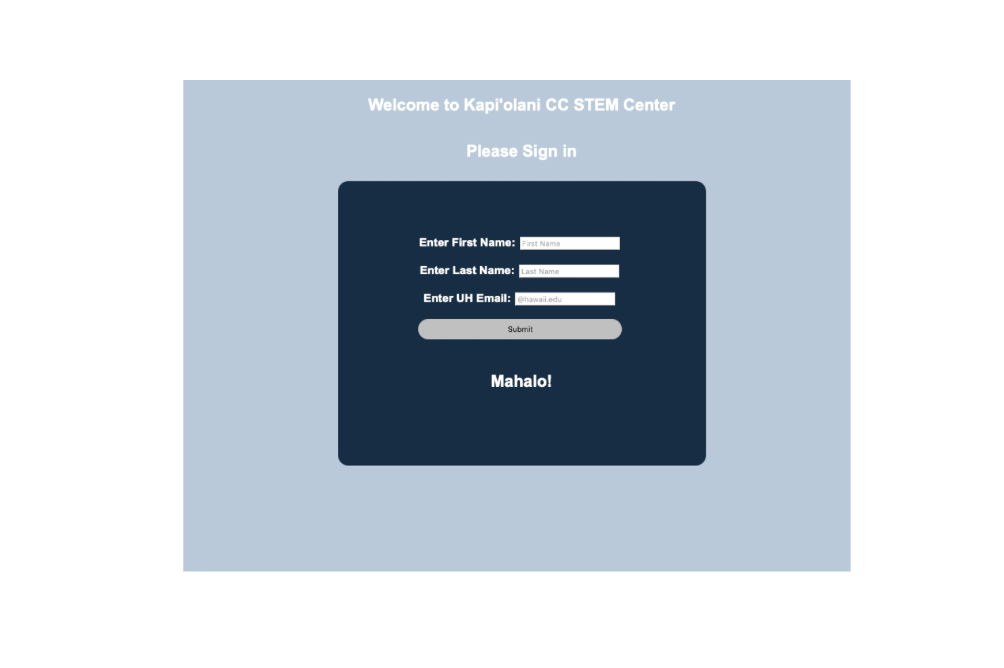 Welcome to Kapi'olani CC STEM Center
Please Sign in
Enter First Name: First Name
Enter Last Name: Last Name
Enter UH Email: @hawaii.edu
Submit
Mahalo!